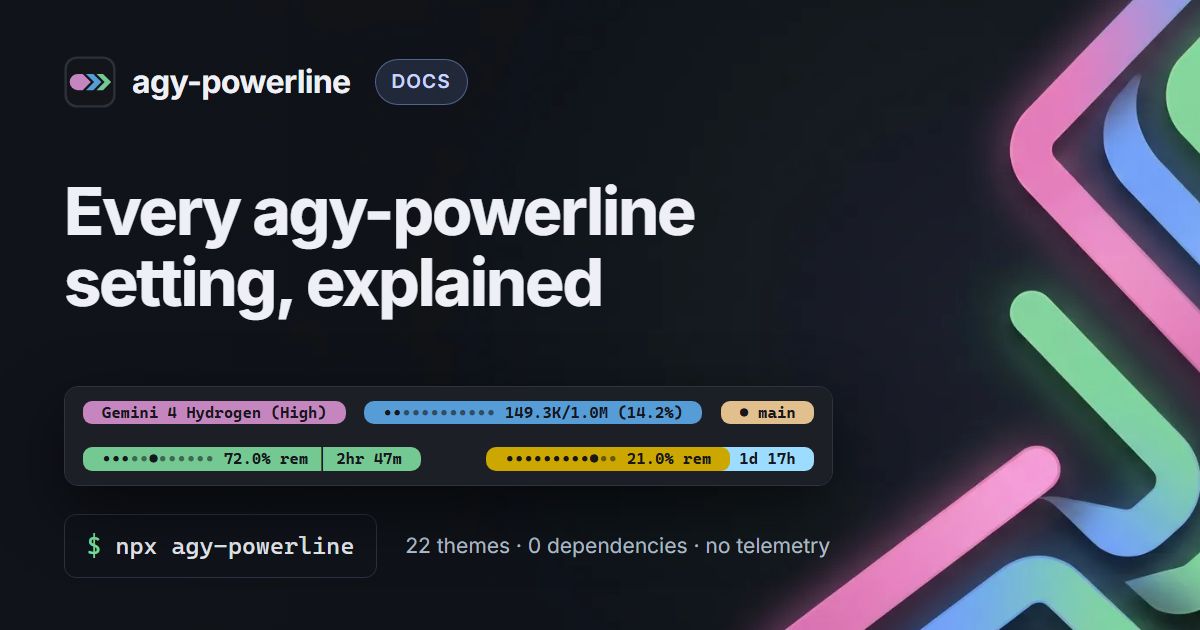 agy-powerline DOCS
Every agy-powerline
setting, explained
Gemini 4 Hydrogen (High) 149.3K/1.0M (14.2%) ● main
72.0% rem 2hr 47m 21.0% rem 1d 17h
$ npx agy-powerline 22 themes · 0 dependencies · no telemetry